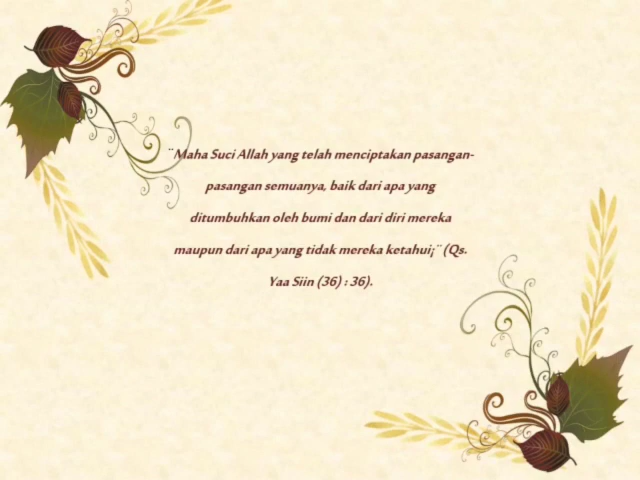 ¨Maha Suci Allah yang telah menciptakan pasangan-
pasangan semuanya, baik dari apa yang
ditumbuhkan oleh bumi dan dari diri mereka
maupun dari apa yang tidak mereka ketahui¡¨ (Qs.
Yaa Siin (36) : 36).